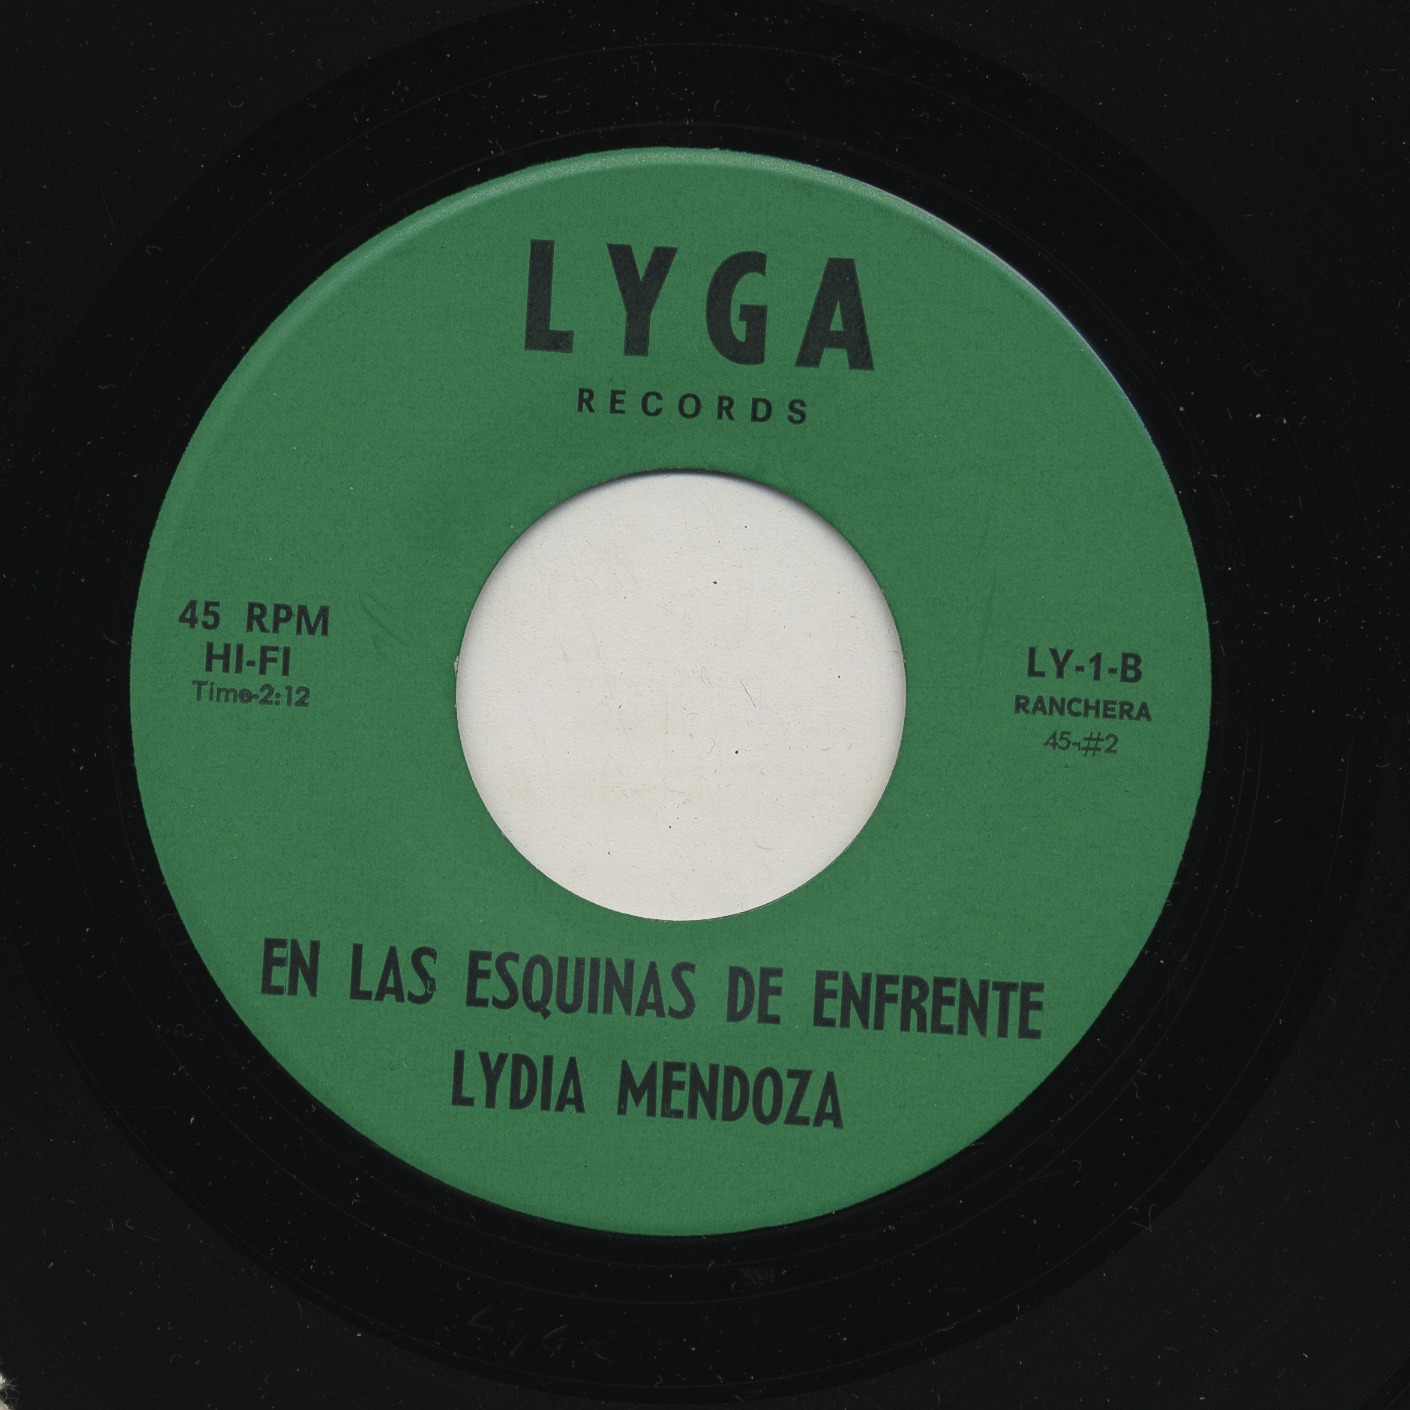 LYGA
RECORDS
45 RPM
HI-FI
Time-2:12
LY-1-B
RANCHERA
45-#2
EN LAS ESQUINAS DE ENFRENTE
LYDIA MENDOZA